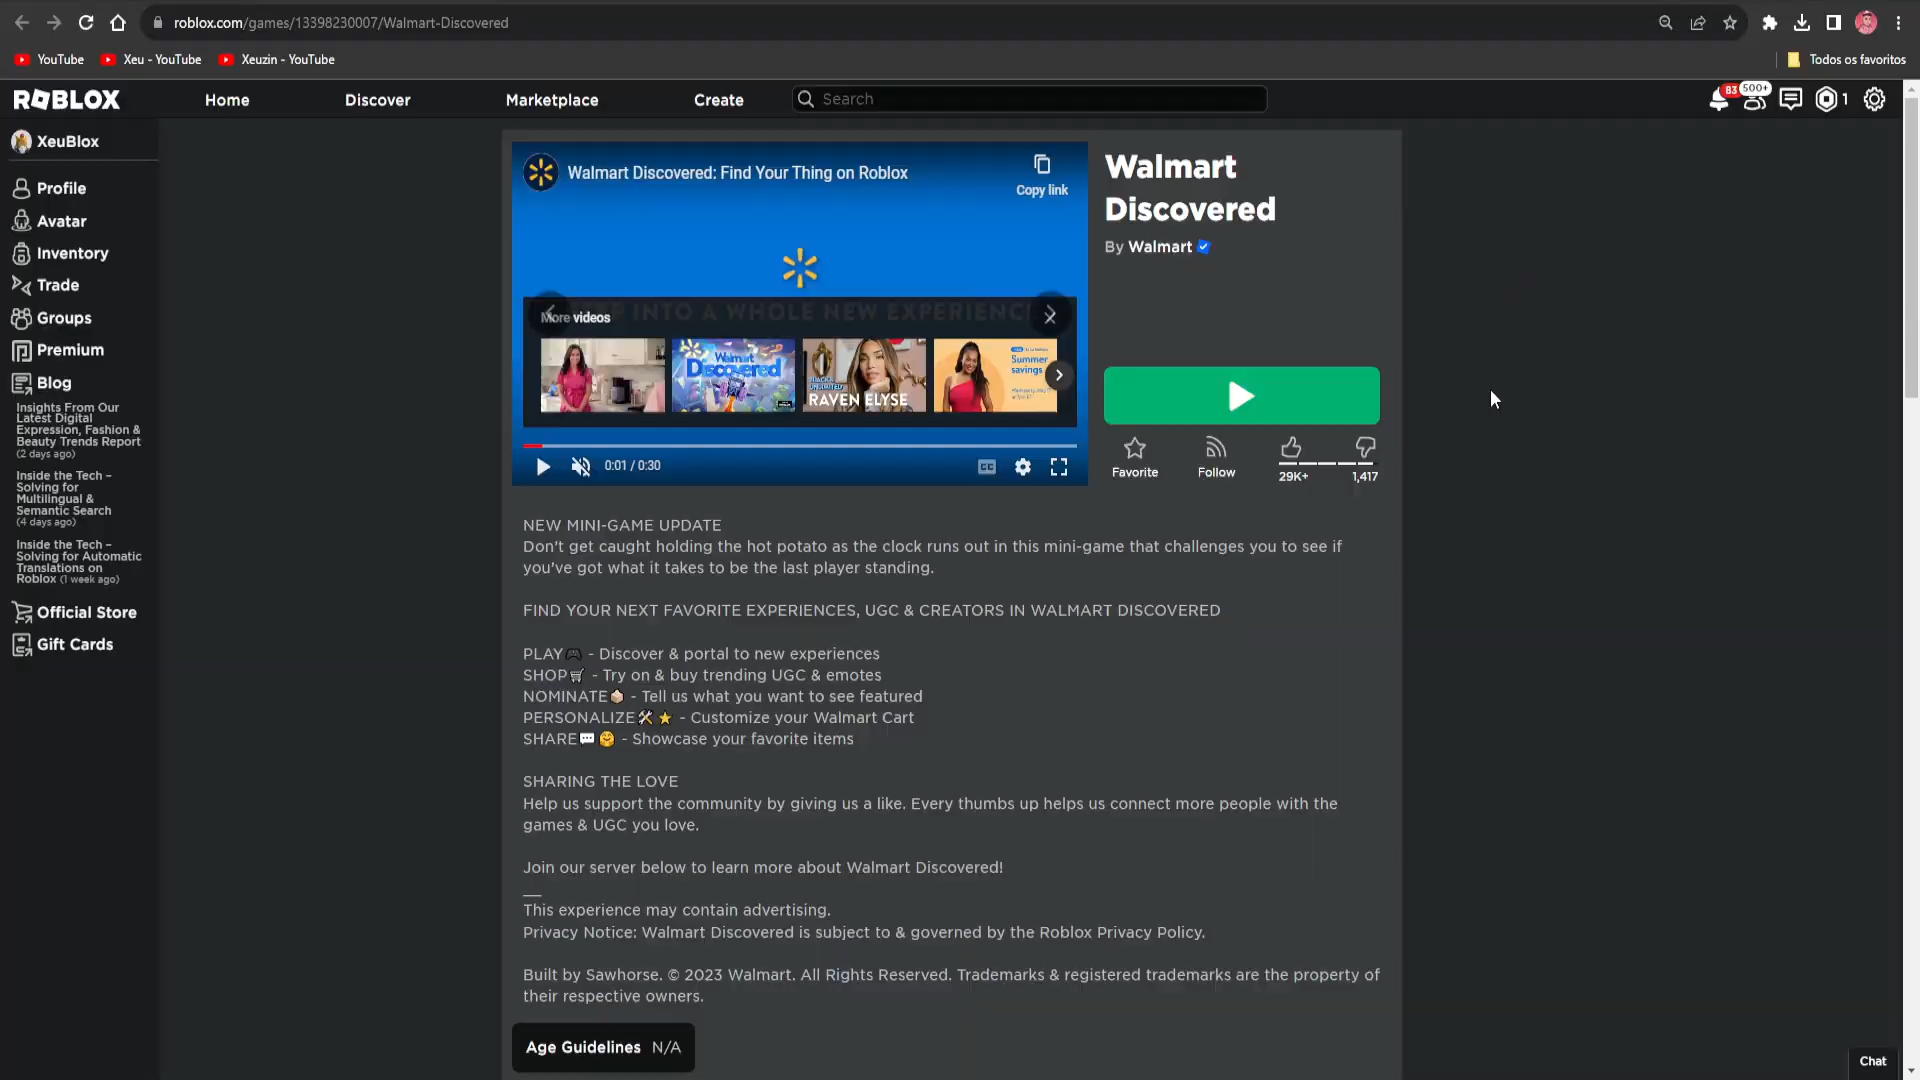 roblox.com/games/13398230007/Walmart-Discovered
YouTube
Xeu - YouTube
Xeuzin - YouTube
Todos os favoritos
ROBLOX
Home
Discover
Marketplace
Create
Search
83
500+
1
XeuBlox
Profile
Avatar
Inventory
Trade
Groups
Premium
Blog
Insights From Our
Latest Digital
Expression, Fashion &
Beauty Trends Report
(2 days ago)
Inside the Tech –
Solving for
Multilingual &
Semantic Search
(4 days ago)
Inside the Tech –
Solving for Automatic
Translations on
Roblox (1 week ago)
Official Store
Gift Cards
Walmart Discovered: Find Your Thing on Roblox
Copy link
INTO A WHOLE NEW EXPERIENCE
More videos
Walmart
Discovered
RAVEN ELYSE
Summer
savings
0:01 / 0:30
CC
Walmart
Discovered
By Walmart
Favorite
Follow
29K+
1,417
NEW MINI-GAME UPDATE
Don't get caught holding the hot potato as the clock runs out in this mini-game that challenges you to see if
you've got what it takes to be the last player standing.
FIND YOUR NEXT FAVORITE EXPERIENCES, UGC & CREATORS IN WALMART DISCOVERED
PLAY🎮 - Discover & portal to new experiences
SHOP🛒 - Try on & buy trending UGC & emotes
NOMINATE🗳️ - Tell us what you want to see featured
PERSONALIZE🛠️⭐ - Customize your Walmart Cart
SHARE💬🤗 - Showcase your favorite items
SHARING THE LOVE
Help us support the community by giving us a like. Every thumbs up helps us connect more people with the
games & UGC you love.
Join our server below to learn more about Walmart Discovered!
__
This experience may contain advertising.
Privacy Notice: Walmart Discovered is subject to & governed by the Roblox Privacy Policy.
Built by Sawhorse. © 2023 Walmart. All Rights Reserved. Trademarks & registered trademarks are the property of
their respective owners.
Age Guidelines N/A
Chat